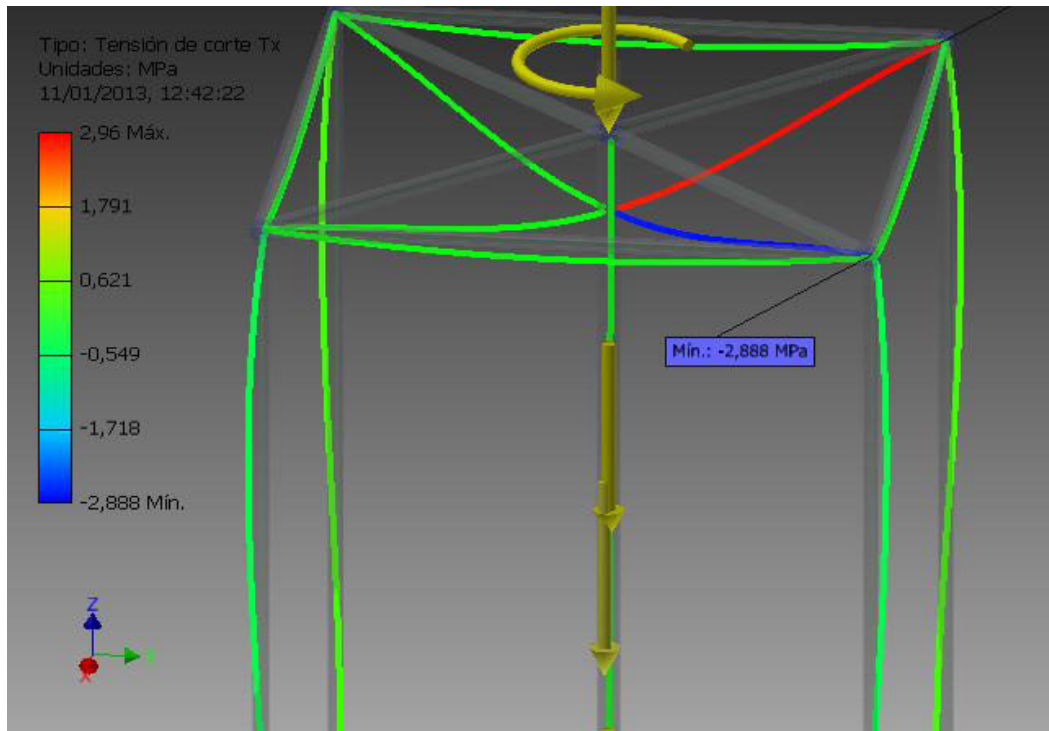 Tipo: Tensión de corte Tx
Unidades: MPa
11/01/2013, 12:42:22
2,96 Máx.
1,791
0,621
-0,549
-1,718
-2,888 Mín.
Mín.: -2,888 MPa
Z
X